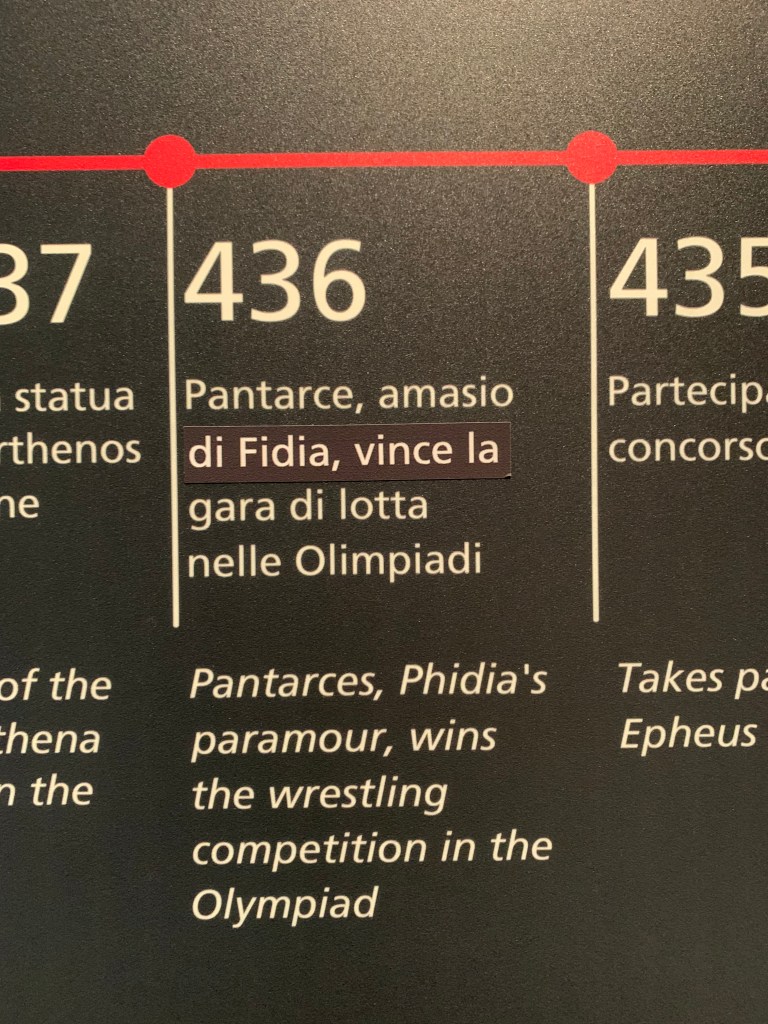 37
statua
rthenos
ne
of the
thena
n the
436
Pantarce, amasio
di Fidia, vince la
gara di lotta
nelle Olimpiadi
Pantarces, Phidia's
paramour, wins
the wrestling
competition in the
Olympiad
435
Partecipa
concorso
Takes pa
Epheus